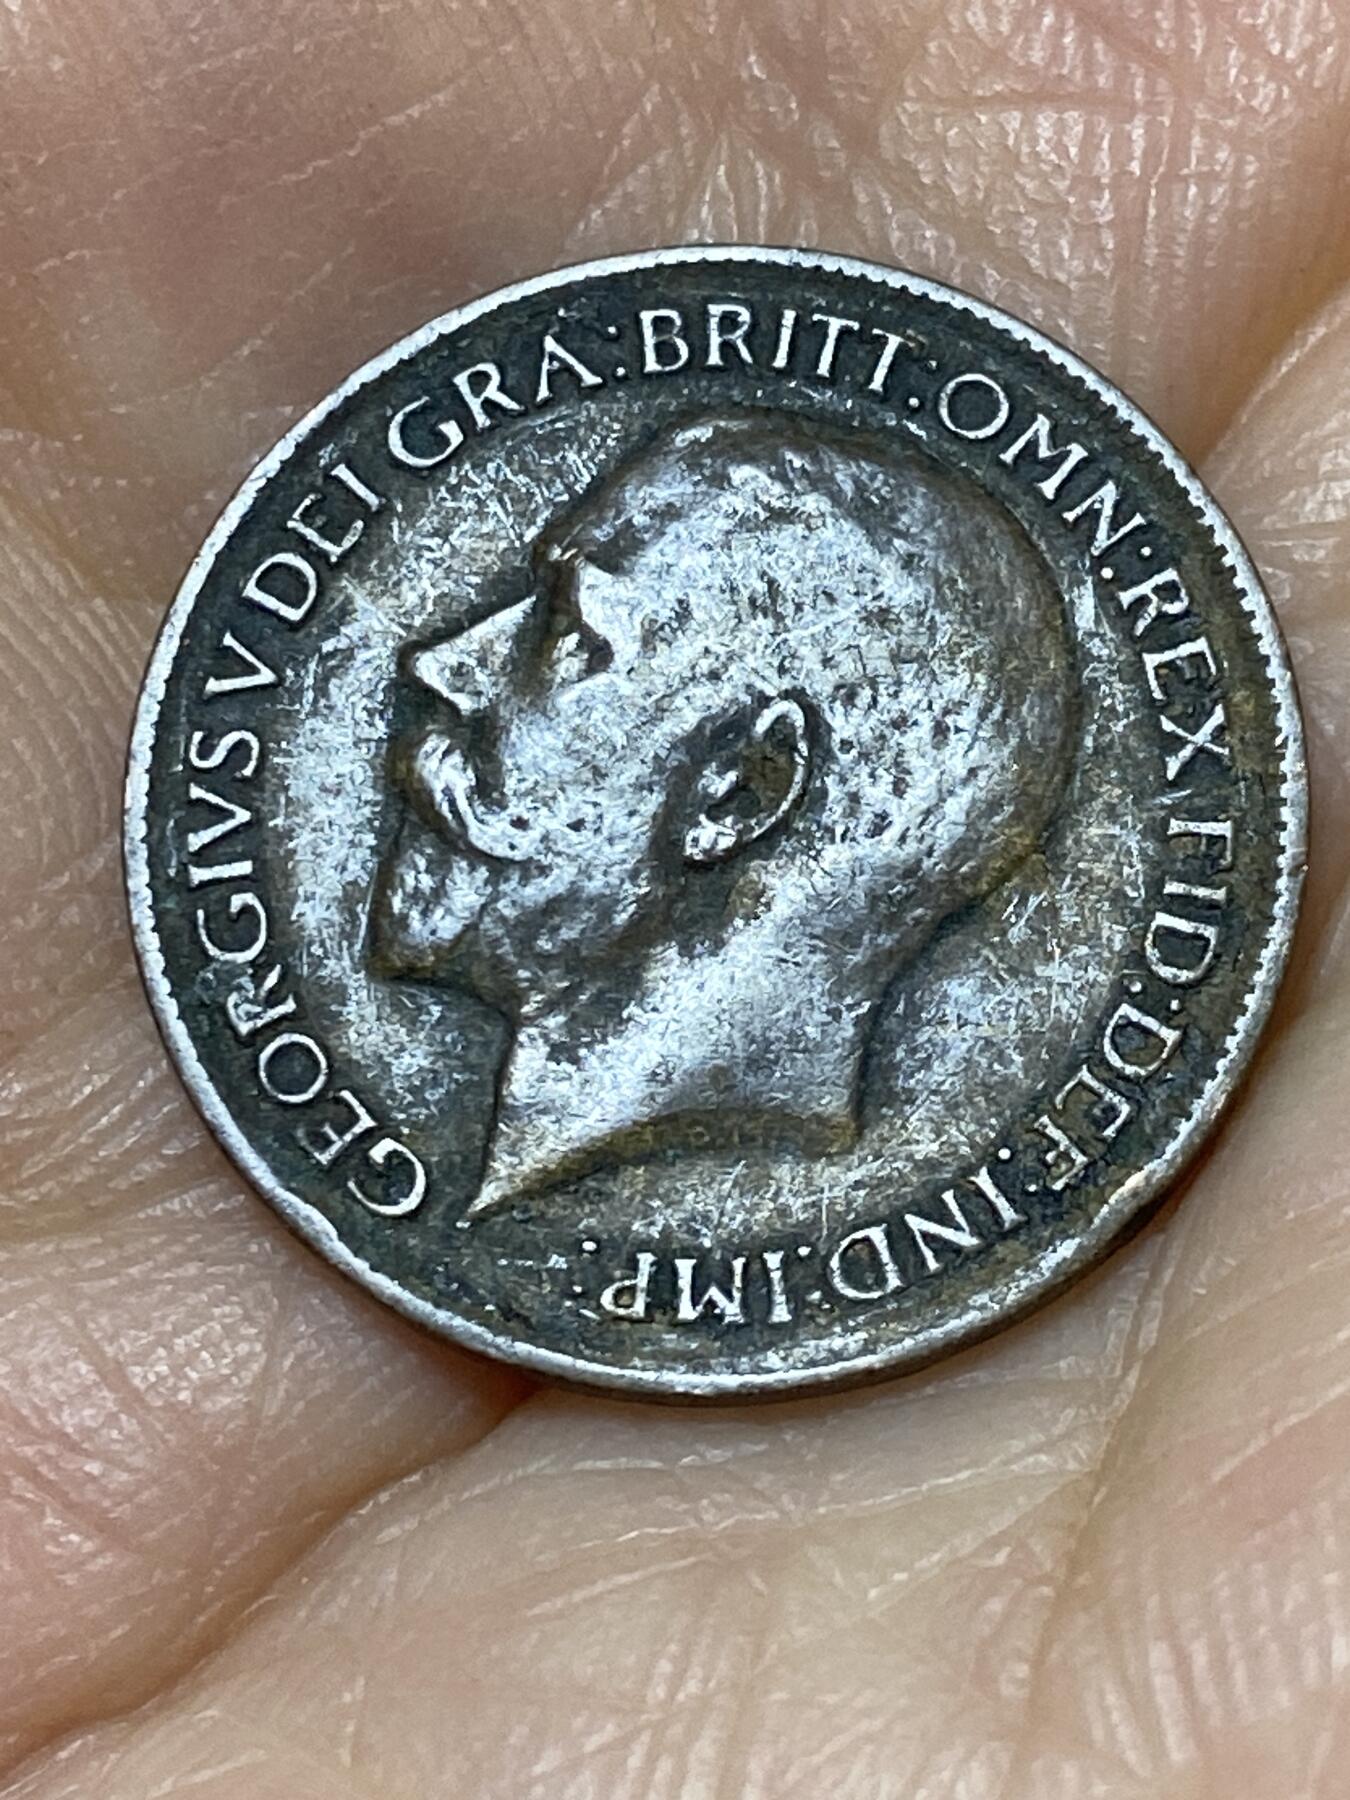 GEORGIVS V DEI GRA: BRITT: OMN: REX FID: DEF: IND: IMP: